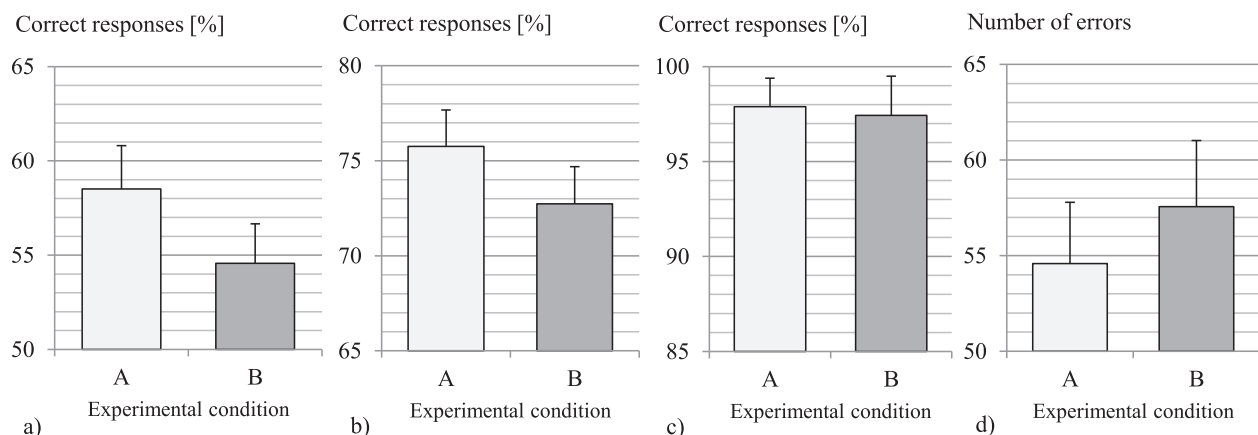 Correct responses [%]
65
60
55
50
A
B
Experimental condition
a)
Correct responses [%]
80
75
70
65
A
B
Experimental condition
b)
Correct responses [%]
100
95
90
85
A
B
Experimental condition
c)
Number of errors
65
60
55
50
A
B
Experimental condition
d)